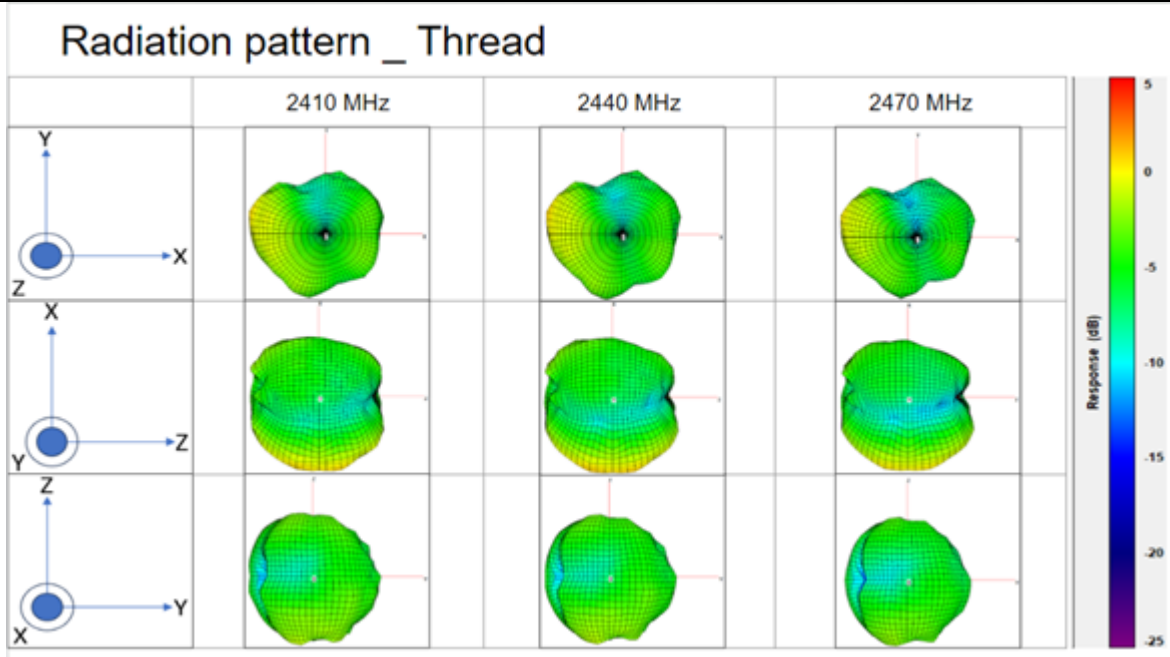 Radiation pattern _ Thread
2410 MHz
2440 MHz
2470 MHz
Y
X
Z
X
Z
Y
Z
Y
X
5
0
-5
-10
-15
-20
-25
Response (dB)